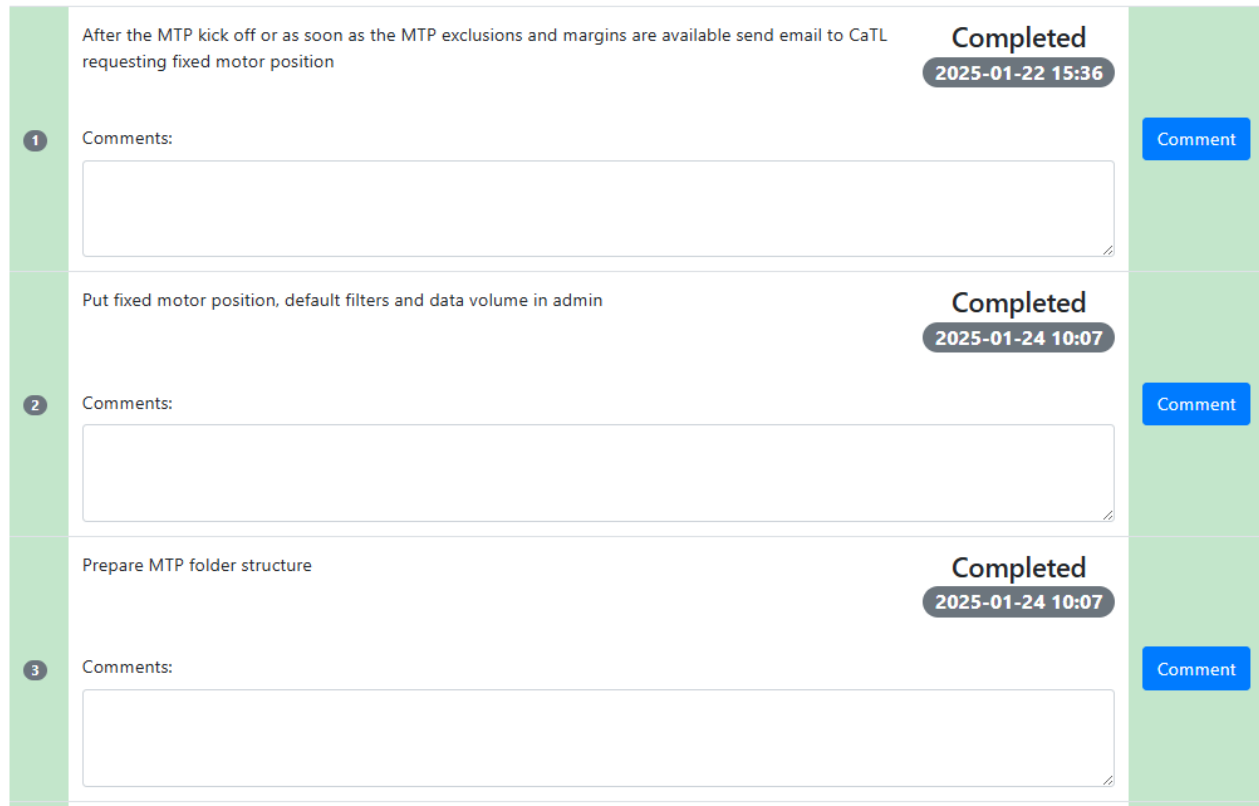 After the MTP kick off or as soon as the MTP exclusions and margins are available send email to CaTL
requesting fixed motor position
Completed
2025-01-22 15:36
1
Comments:
Comment
Put fixed motor position, default filters and data volume in admin
Completed
2025-01-24 10:07
2
Comments:
Comment
Prepare MTP folder structure
Completed
2025-01-24 10:07
3
Comments:
Comment